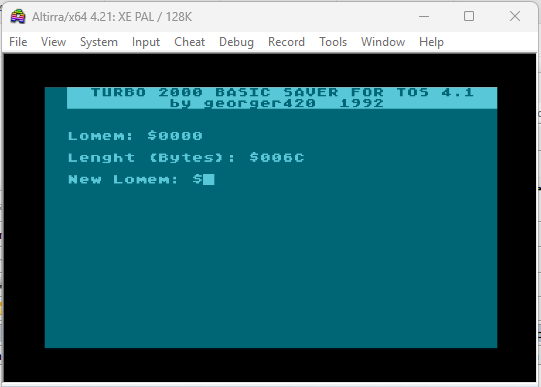 Altirra/x64 4.21: XE PAL / 128K
File View System Input Cheat Debug Record Tools Window Help
TURBO 2000 BASIC SAVER FOR TOS 4.1
by georger420 1992
Lomem: $0000
Lenght (Bytes): $006C
New Lomem: $